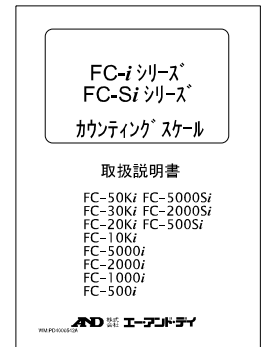 FC-i シリーズ
FC-Si シリーズ
カウンティング スケール
取扱説明書
FC-50Ki FC-5000Si
FC-30Ki FC-2000Si
FC-20Ki FC-500Si
FC-10Ki
FC-5000i
FC-2000i
FC-1000i
FC-500i
AND 株式会社 エー・アンド・デイ